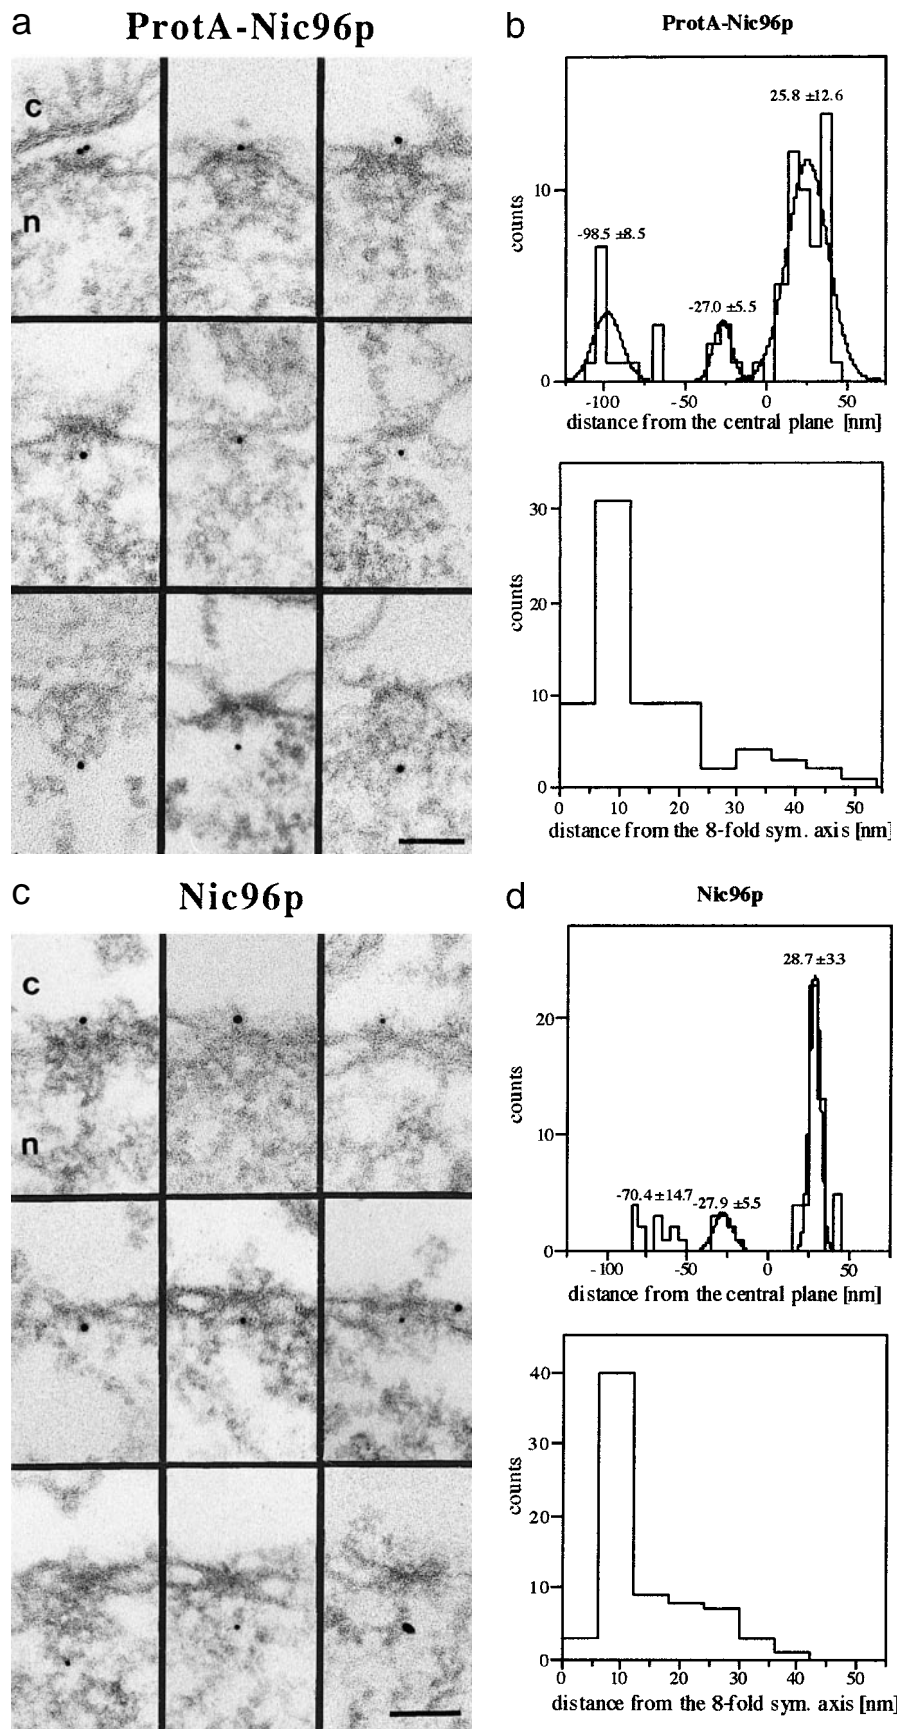 a
ProtA-Nic96p
c
n
b
ProtA-Nic96p
25.8 ±12.6
-98.5 ±8.5
-27.0 ±5.5
counts
10
0
-100 -50 0 50
distance from the central plane [nm]
counts
30
20
10
0
0 10 20 30 40 50
distance from the 8-fold sym. axis [nm]
c
Nic96p
c
n
d
Nic96p
28.7 ±3.3
-70.4 ±14.7
-27.9 ±5.5
counts
20
10
0
-100 -50 0 50
distance from the central plane [nm]
counts
40
30
20
10
0
0 10 20 30 40 50
distance from the 8-fold sym. axis [nm]